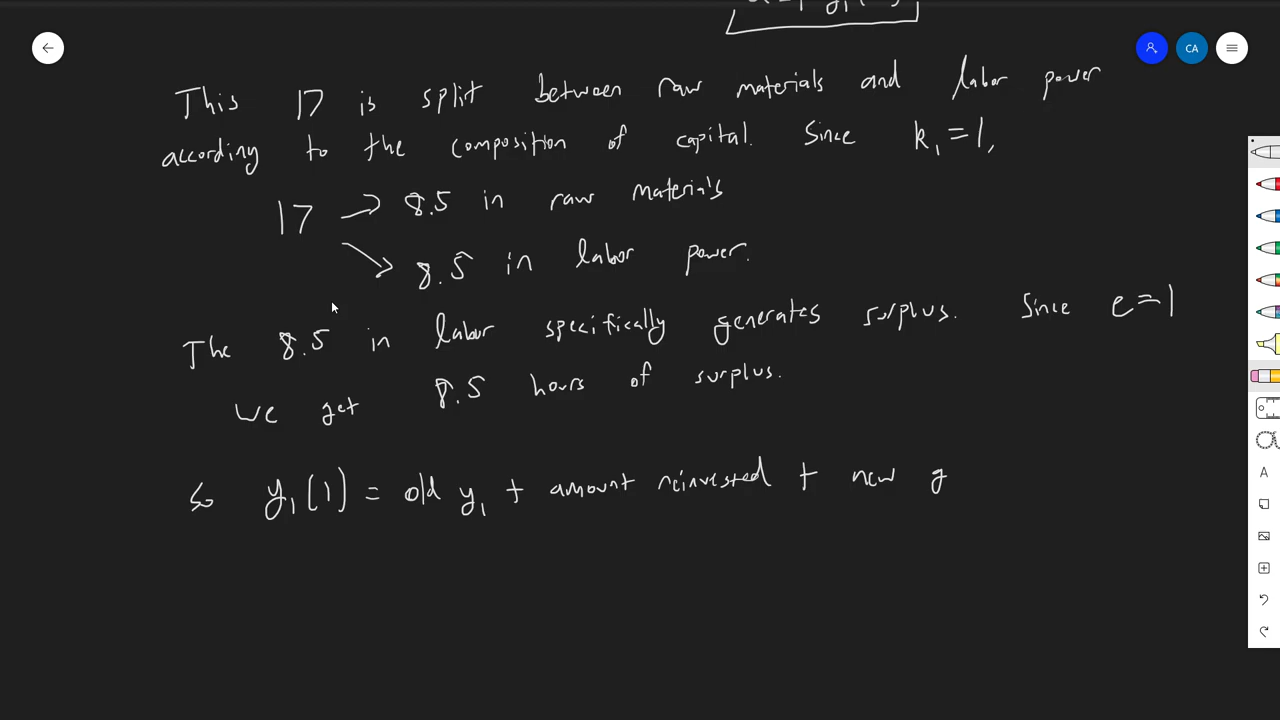 This 17 is split between raw materials and labor power
according to the composition of capital. Since k₁=1,
17 → 8.5 in raw materials
→ 8.5 in labor power.
The 8.5 in labor specifically generates surplus. Since e=1
we get 8.5 hours of surplus.
So y₁(1) = old y₁ + amount reinvested + new g
CA
A